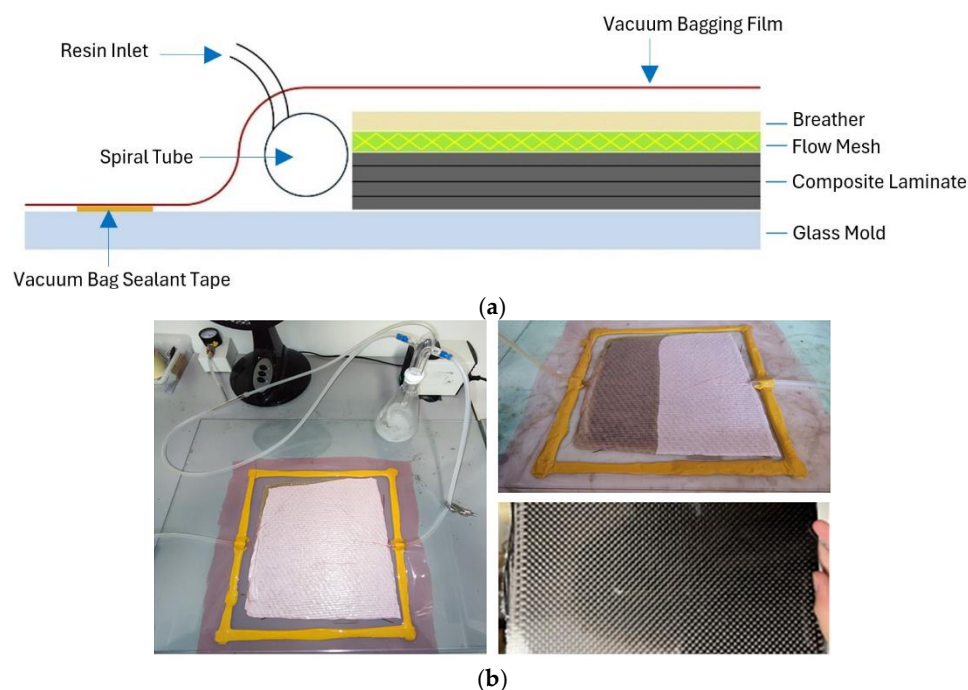 Vacuum Bagging Film
Resin Inlet
Breather
Spiral Tube
Flow Mesh
Composite Laminate
Glass Mold
Vacuum Bag Sealant Tape
(a)
(b)